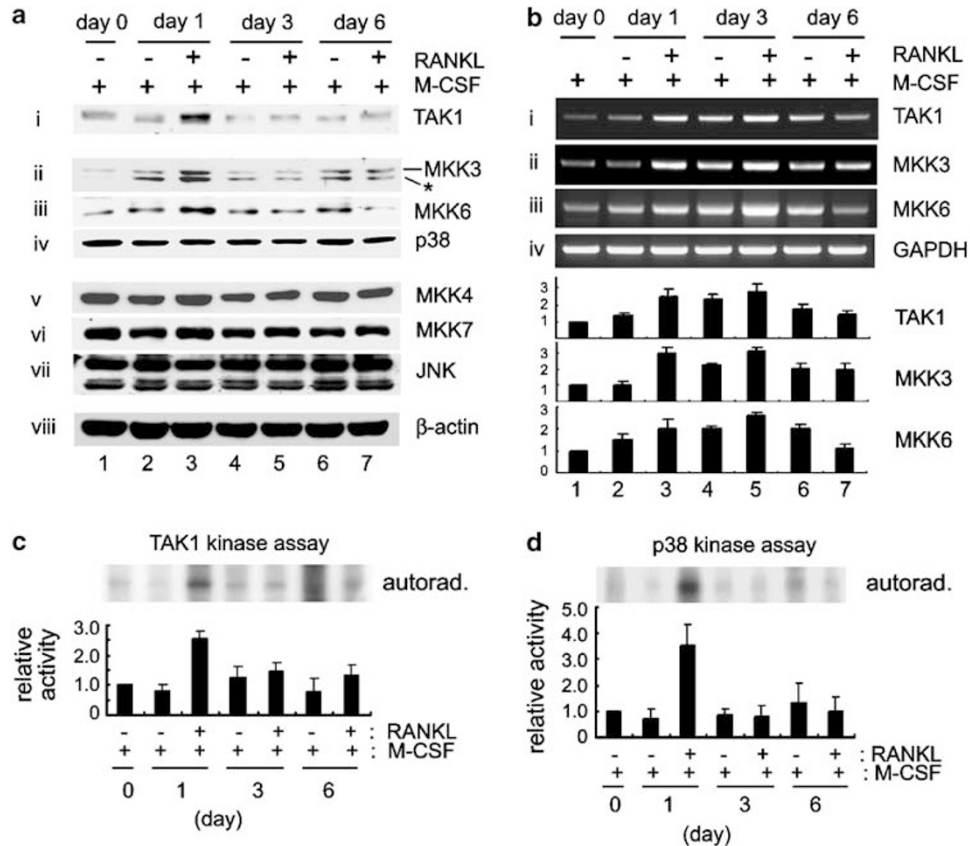 a
day 0 day 1 day 3 day 6
- - + - + - + RANKL
+ + + + + + + M-CSF
i TAK1
ii MKK3
*
iii MKK6
iv p38
v MKK4
vi MKK7
vii JNK
viii β-actin
1 2 3 4 5 6 7
b
day 0 day 1 day 3 day 6
- + - + - + RANKL
+ + + + + + + M-CSF
i TAK1
ii MKK3
iii MKK6
iv GAPDH
3
2
1
TAK1
3
2
1
MKK3
2
1
0
MKK6
1 2 3 4 5 6 7
c
TAK1 kinase assay
autorad.
relative activity
3.0
2.0
1.0
- - + - + - + : RANKL
+ + + + + + + : M-CSF
0 1 3 6
(day)
d
p38 kinase assay
autorad.
relative activity
5.0
4.0
3.0
2.0
1.0
0
- - + - + - + : RANKL
+ + + + + + + : M-CSF
0 1 3 6
(day)